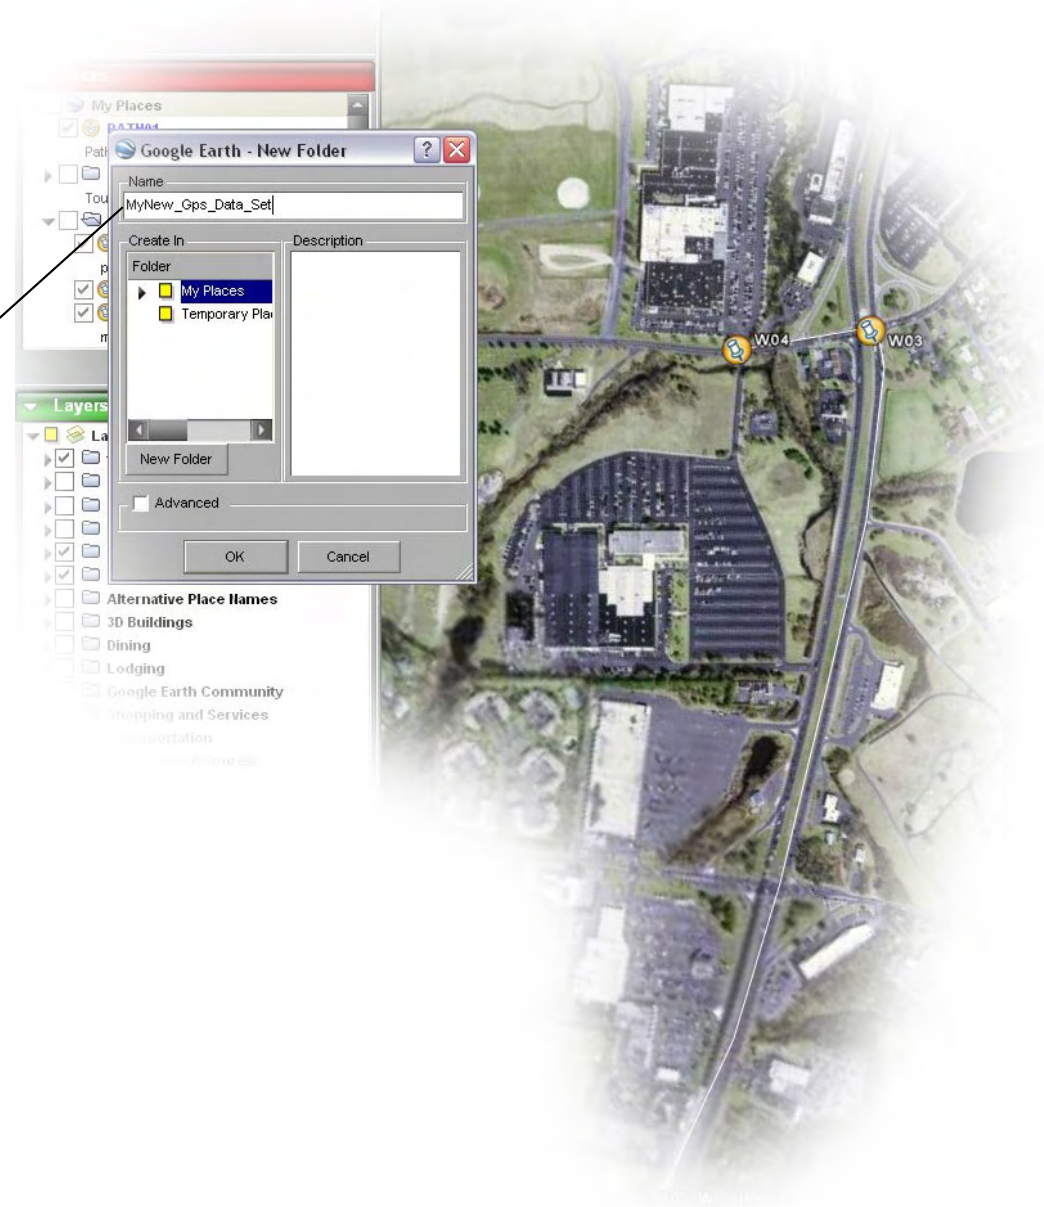 My Places
PATH01
Google Earth - New Folder
Name
MyNew_Gps_Data_Set
Create In
Description
Folder
My Places
Temporary Pla
New Folder
Advanced
OK
Cancel
Layers
La
Alternative Place Names
3D Buildings
Dining
Lodging
Google Earth Community
Shopping and Services
W04
W03